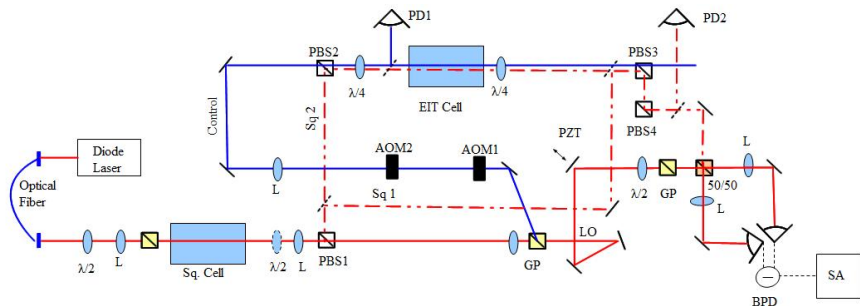 PD1
PD2
PBS2
PBS3
λ/4
λ/4
EIT Cell
PBS4
Control
Sq 2
PZT
AOM2
AOM1
Diode
Laser
L
Sq 1
L
λ/2
GP
50/50
L
Optical
Fiber
λ/2
L
Sq. Cell
λ/2
L
PBS1
GP
LO
SA
BPD